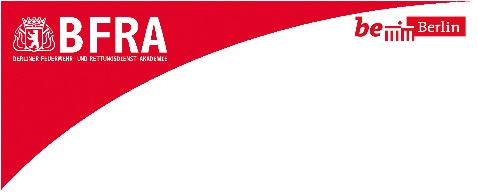 BFRA
BERLINER FEUERWEHR- UND RETTUNGSDIENST-AKADEMIE
be Berlin